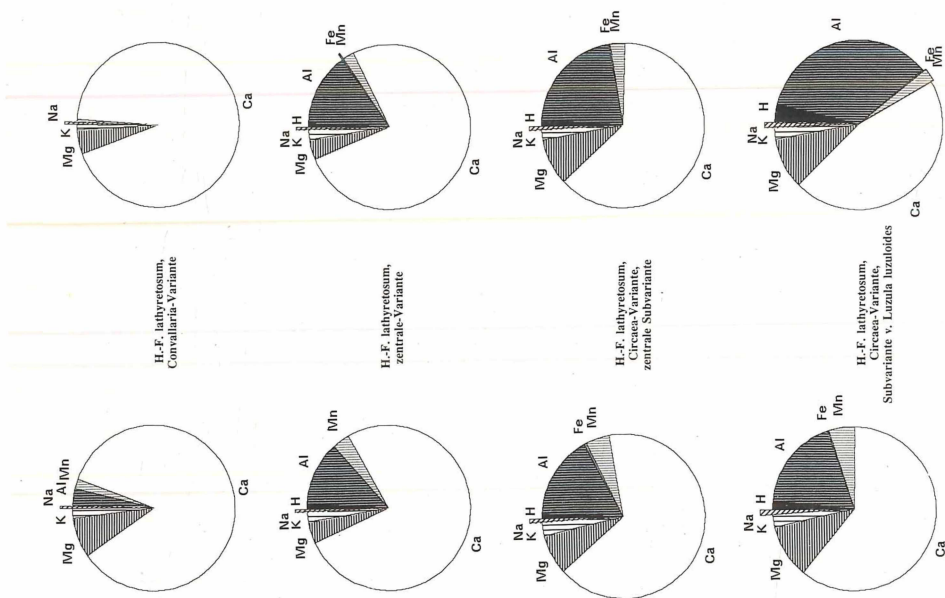 Mg
K
Na
Ca
H.-F. lathyretosum,
Convallaria-Variante
Mg
K
Na
Al
Mn
Ca
Mg
K
Na
H
Al
Fe
Mn
Ca
H.-F. lathyretosum,
zentrale-Variante
Mg
K
Na
H
Al
Mn
Ca
Mg
K
Na
H
Al
Fe
Mn
Ca
H.-F. lathyretosum,
Circaea-Variante,
zentrale Subvariante
Mg
K
Na
H
Al
Fe
Mn
Ca
Mg
K
Na
H
Al
Fe
Mn
Ca
H.-F. lathyretosum,
Circaea-Variante,
Subvariante v. Luzula luzuloides
Mg
K
Na
H
Al
Fe
Mn
Ca